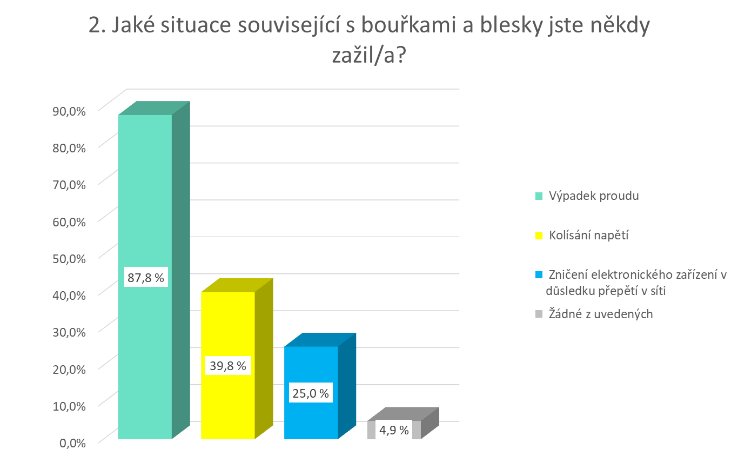 2. Jaké situace související s bouřkami a blesky jste někdy
zažil/a?
90,0%
80,0%
70,0%
60,0%
50,0%
40,0%
30,0%
20,0%
10,0%
0,0%
87,8 %
39,8 %
25,0 %
4,9 %
Výpadek proudu
Kolísání napětí
Zničení elektronického zařízení v
důsledku přepětí v síti
Žádné z uvedených